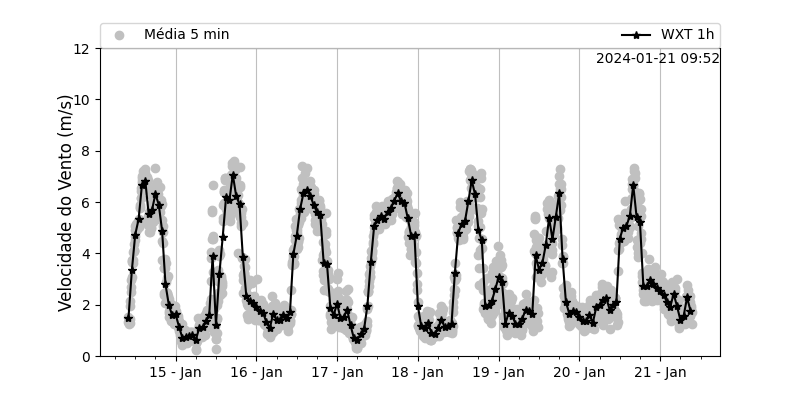 Média 5 min
WXT 1h
2024-01-21 09:52
Velocidade do Vento (m/s)
12
10
8
6
4
2
0
15 - Jan
16 - Jan
17 - Jan
18 - Jan
19 - Jan
20 - Jan
21 - Jan